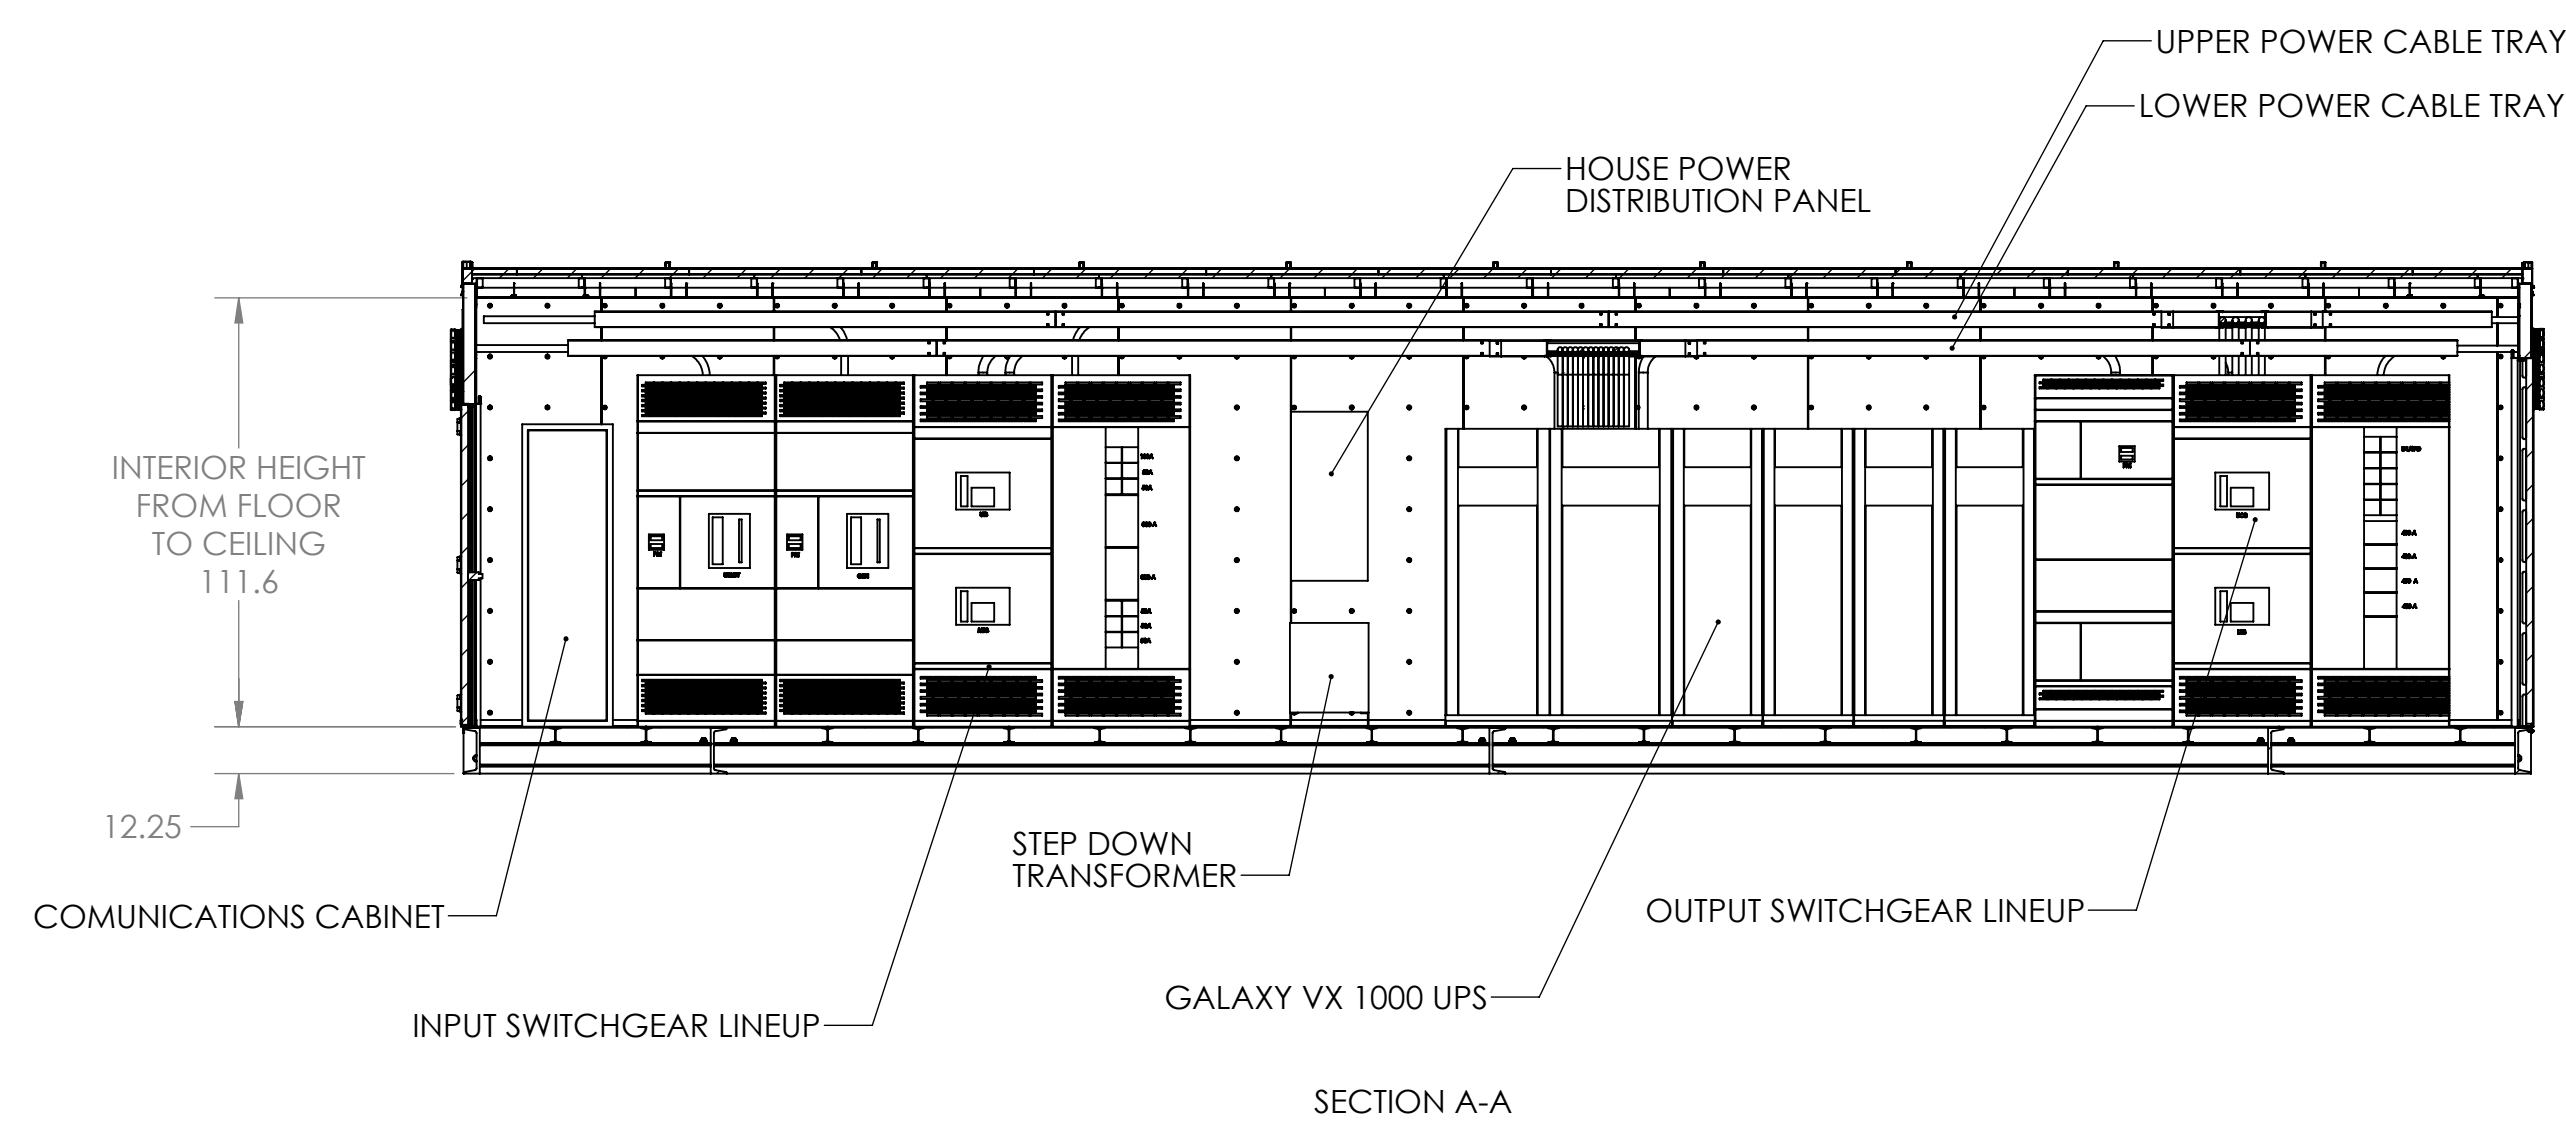 UPPER POWER CABLE TRAY
LOWER POWER CABLE TRAY
HOUSE POWER
DISTRIBUTION PANEL
INTERIOR HEIGHT
FROM FLOOR
TO CEILING
111.6
12.25
STEP DOWN
TRANSFORMER
COMUNICATIONS CABINET
OUTPUT SWITCHGEAR LINEUP
GALAXY VX 1000 UPS
INPUT SWITCHGEAR LINEUP
SECTION A-A